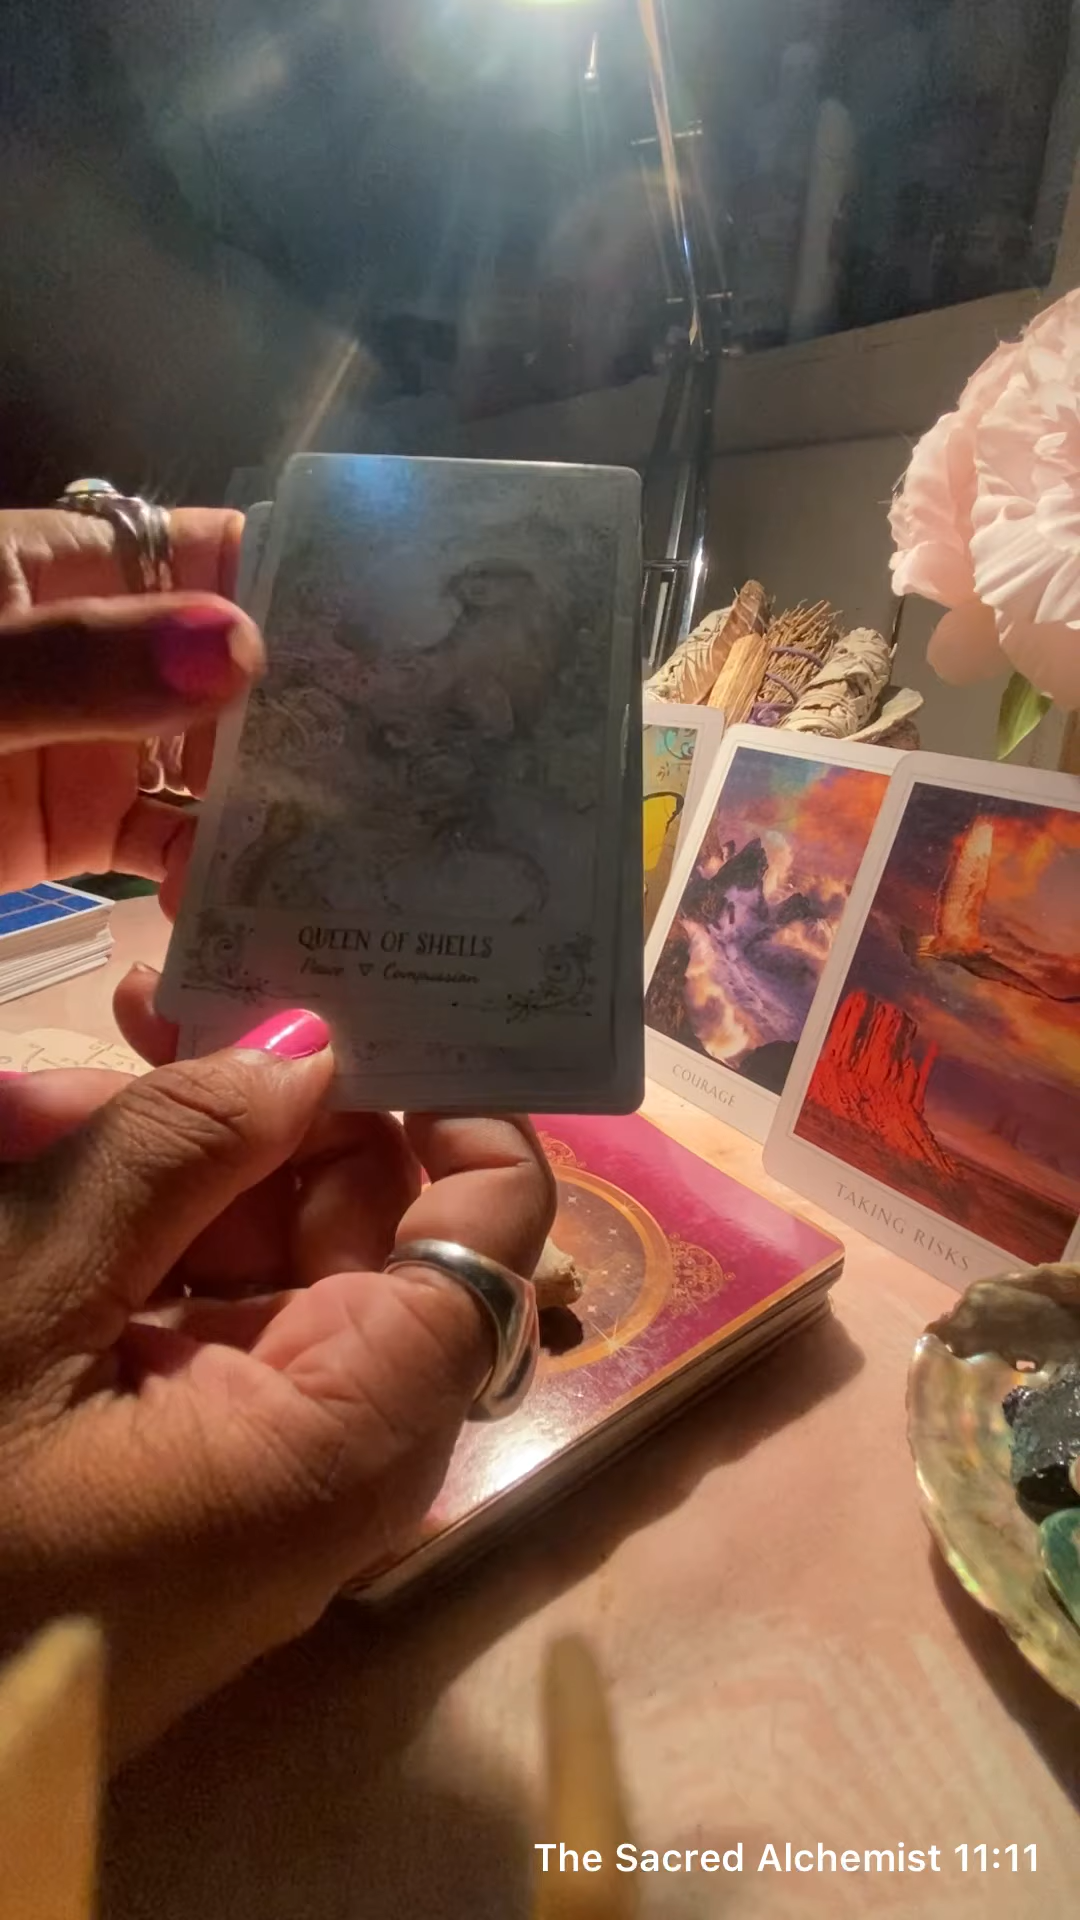 QUEEN OF SHELLS
Peace ▽ Compassion
COURAGE
TAKING RISKS
The Sacred Alchemist 11:11